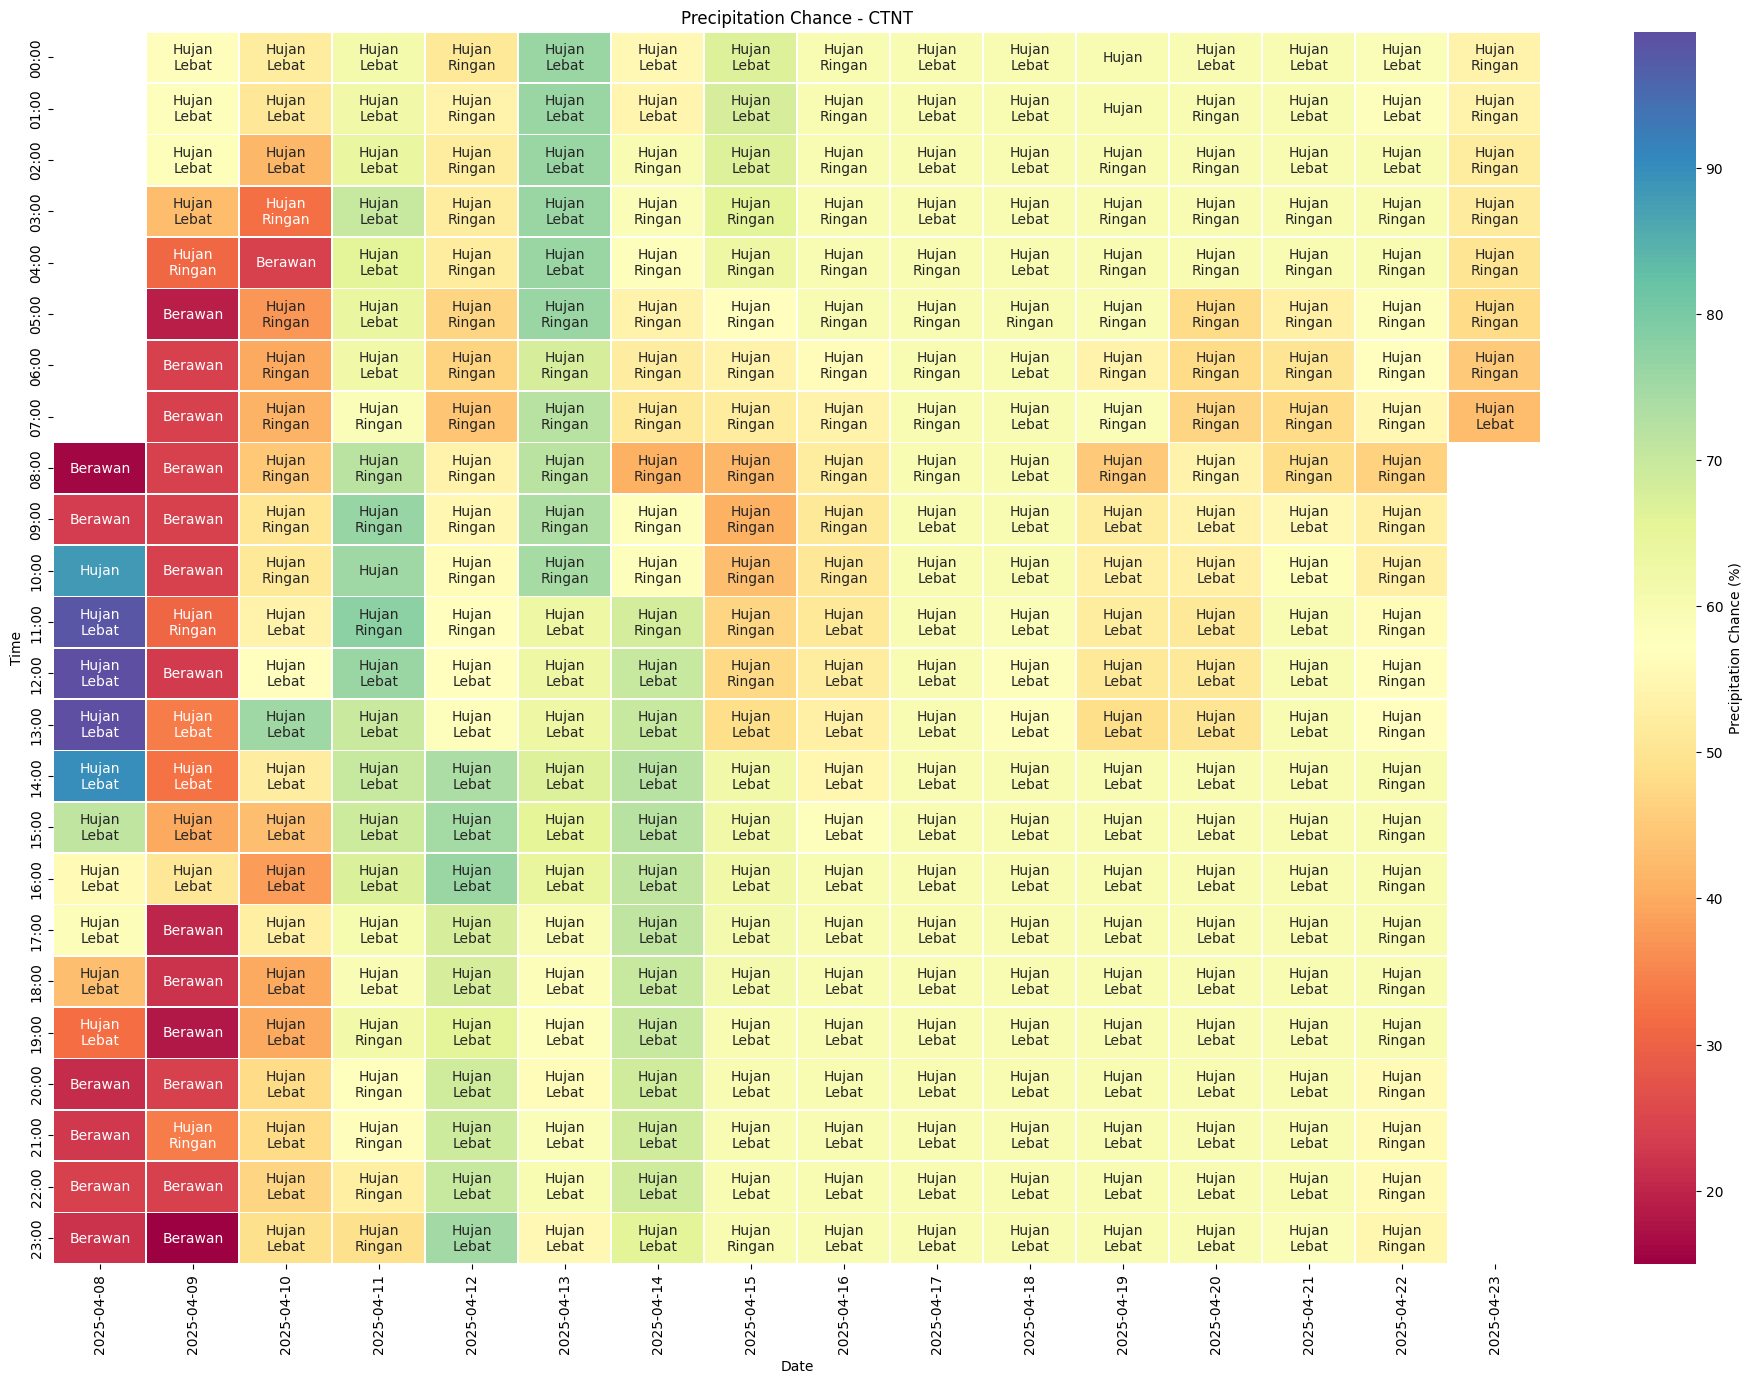 Precipitation Chance - CTNT
00:00 Hujan Lebat Hujan Lebat Hujan Lebat Hujan Ringan Hujan Lebat Hujan Lebat Hujan Lebat Hujan Ringan Hujan Lebat Hujan Lebat Hujan Hujan Lebat Hujan Lebat Hujan Lebat Hujan Ringan
01:00 Hujan Lebat Hujan Lebat Hujan Lebat Hujan Ringan Hujan Lebat Hujan Lebat Hujan Lebat Hujan Ringan Hujan Lebat Hujan Lebat Hujan Hujan Ringan Hujan Lebat Hujan Lebat Hujan Ringan
02:00 Hujan Lebat Hujan Lebat Hujan Lebat Hujan Ringan Hujan Lebat Hujan Ringan Hujan Lebat Hujan Ringan Hujan Lebat Hujan Lebat Hujan Ringan Hujan Ringan Hujan Lebat Hujan Lebat Hujan Ringan
03:00 Hujan Lebat Hujan Ringan Hujan Lebat Hujan Ringan Hujan Lebat Hujan Ringan Hujan Ringan Hujan Ringan Hujan Lebat Hujan Lebat Hujan Ringan Hujan Ringan Hujan Ringan Hujan Ringan Hujan Ringan
04:00 Hujan Ringan Berawan Hujan Lebat Hujan Ringan Hujan Lebat Hujan Ringan Hujan Ringan Hujan Ringan Hujan Ringan Hujan Lebat Hujan Ringan Hujan Ringan Hujan Ringan Hujan Ringan Hujan Ringan
05:00 Berawan Hujan Ringan Hujan Lebat Hujan Ringan Hujan Ringan Hujan Ringan Hujan Ringan Hujan Ringan Hujan Ringan Hujan Ringan Hujan Ringan Hujan Ringan Hujan Ringan Hujan Ringan Hujan Ringan
06:00 Berawan Hujan Ringan Hujan Lebat Hujan Ringan Hujan Ringan Hujan Ringan Hujan Ringan Hujan Ringan Hujan Ringan Hujan Lebat Hujan Ringan Hujan Ringan Hujan Ringan Hujan Ringan Hujan Ringan
07:00 Berawan Hujan Ringan Hujan Ringan Hujan Ringan Hujan Ringan Hujan Ringan Hujan Ringan Hujan Ringan Hujan Ringan Hujan Lebat Hujan Ringan Hujan Ringan Hujan Ringan Hujan Ringan Hujan Lebat
08:00 Berawan Berawan Hujan Ringan Hujan Ringan Hujan Ringan Hujan Ringan Hujan Ringan Hujan Ringan Hujan Ringan Hujan Ringan Hujan Lebat Hujan Ringan Hujan Ringan Hujan Ringan Hujan Ringan
09:00 Berawan Berawan Hujan Ringan Hujan Ringan Hujan Ringan Hujan Ringan Hujan Ringan Hujan Ringan Hujan Ringan Hujan Lebat Hujan Lebat Hujan Lebat Hujan Lebat Hujan Lebat Hujan Ringan
10:00 Hujan Berawan Hujan Ringan Hujan Hujan Ringan Hujan Ringan Hujan Ringan Hujan Ringan Hujan Ringan Hujan Lebat Hujan Lebat Hujan Lebat Hujan Lebat Hujan Lebat Hujan Ringan
11:00 Hujan Lebat Hujan Ringan Hujan Lebat Hujan Ringan Hujan Ringan Hujan Lebat Hujan Ringan Hujan Ringan Hujan Lebat Hujan Lebat Hujan Lebat Hujan Lebat Hujan Lebat Hujan Lebat Hujan Ringan
12:00 Hujan Lebat Berawan Hujan Lebat Hujan Lebat Hujan Lebat Hujan Lebat Hujan Lebat Hujan Ringan Hujan Lebat Hujan Lebat Hujan Lebat Hujan Lebat Hujan Lebat Hujan Lebat Hujan Ringan
13:00 Hujan Lebat Hujan Lebat Hujan Lebat Hujan Lebat Hujan Lebat Hujan Lebat Hujan Lebat Hujan Lebat Hujan Lebat Hujan Lebat Hujan Lebat Hujan Lebat Hujan Lebat Hujan Lebat Hujan Ringan
14:00 Hujan Lebat Hujan Lebat Hujan Lebat Hujan Lebat Hujan Lebat Hujan Lebat Hujan Lebat Hujan Lebat Hujan Lebat Hujan Lebat Hujan Lebat Hujan Lebat Hujan Lebat Hujan Lebat Hujan Ringan
15:00 Hujan Lebat Hujan Lebat Hujan Lebat Hujan Lebat Hujan Lebat Hujan Lebat Hujan Lebat Hujan Lebat Hujan Lebat Hujan Lebat Hujan Lebat Hujan Lebat Hujan Lebat Hujan Lebat Hujan Ringan
16:00 Hujan Lebat Hujan Lebat Hujan Lebat Hujan Lebat Hujan Lebat Hujan Lebat Hujan Lebat Hujan Lebat Hujan Lebat Hujan Lebat Hujan Lebat Hujan Lebat Hujan Lebat Hujan Lebat Hujan Ringan
17:00 Hujan Lebat Berawan Hujan Lebat Hujan Lebat Hujan Lebat Hujan Lebat Hujan Lebat Hujan Lebat Hujan Lebat Hujan Lebat Hujan Lebat Hujan Lebat Hujan Lebat Hujan Lebat Hujan Ringan
18:00 Hujan Lebat Berawan Hujan Lebat Hujan Lebat Hujan Lebat Hujan Lebat Hujan Lebat Hujan Lebat Hujan Lebat Hujan Lebat Hujan Lebat Hujan Lebat Hujan Lebat Hujan Lebat Hujan Ringan
19:00 Hujan Lebat Berawan Hujan Lebat Hujan Ringan Hujan Lebat Hujan Lebat Hujan Lebat Hujan Lebat Hujan Lebat Hujan Lebat Hujan Lebat Hujan Lebat Hujan Lebat Hujan Lebat Hujan Ringan
20:00 Berawan Berawan Hujan Lebat Hujan Ringan Hujan Lebat Hujan Lebat Hujan Lebat Hujan Lebat Hujan Lebat Hujan Lebat Hujan Lebat Hujan Lebat Hujan Lebat Hujan Lebat Hujan Ringan
21:00 Berawan Hujan Ringan Hujan Lebat Hujan Ringan Hujan Lebat Hujan Lebat Hujan Lebat Hujan Lebat Hujan Lebat Hujan Lebat Hujan Lebat Hujan Lebat Hujan Lebat Hujan Lebat Hujan Ringan
22:00 Berawan Berawan Hujan Lebat Hujan Ringan Hujan Lebat Hujan Lebat Hujan Lebat Hujan Lebat Hujan Lebat Hujan Lebat Hujan Lebat Hujan Lebat Hujan Lebat Hujan Lebat Hujan Ringan
23:00 Berawan Berawan Hujan Lebat Hujan Ringan Hujan Lebat Hujan Lebat Hujan Lebat Hujan Ringan Hujan Lebat Hujan Lebat Hujan Lebat Hujan Lebat Hujan Lebat Hujan Lebat Hujan Ringan
Time
2025-04-08 2025-04-09 2025-04-10 2025-04-11 2025-04-12 2025-04-13 2025-04-14 2025-04-15 2025-04-16 2025-04-17 2025-04-18 2025-04-19 2025-04-20 2025-04-21 2025-04-22 2025-04-23
Date
90
80
70
60
50
40
30
20
Precipitation Chance (%)